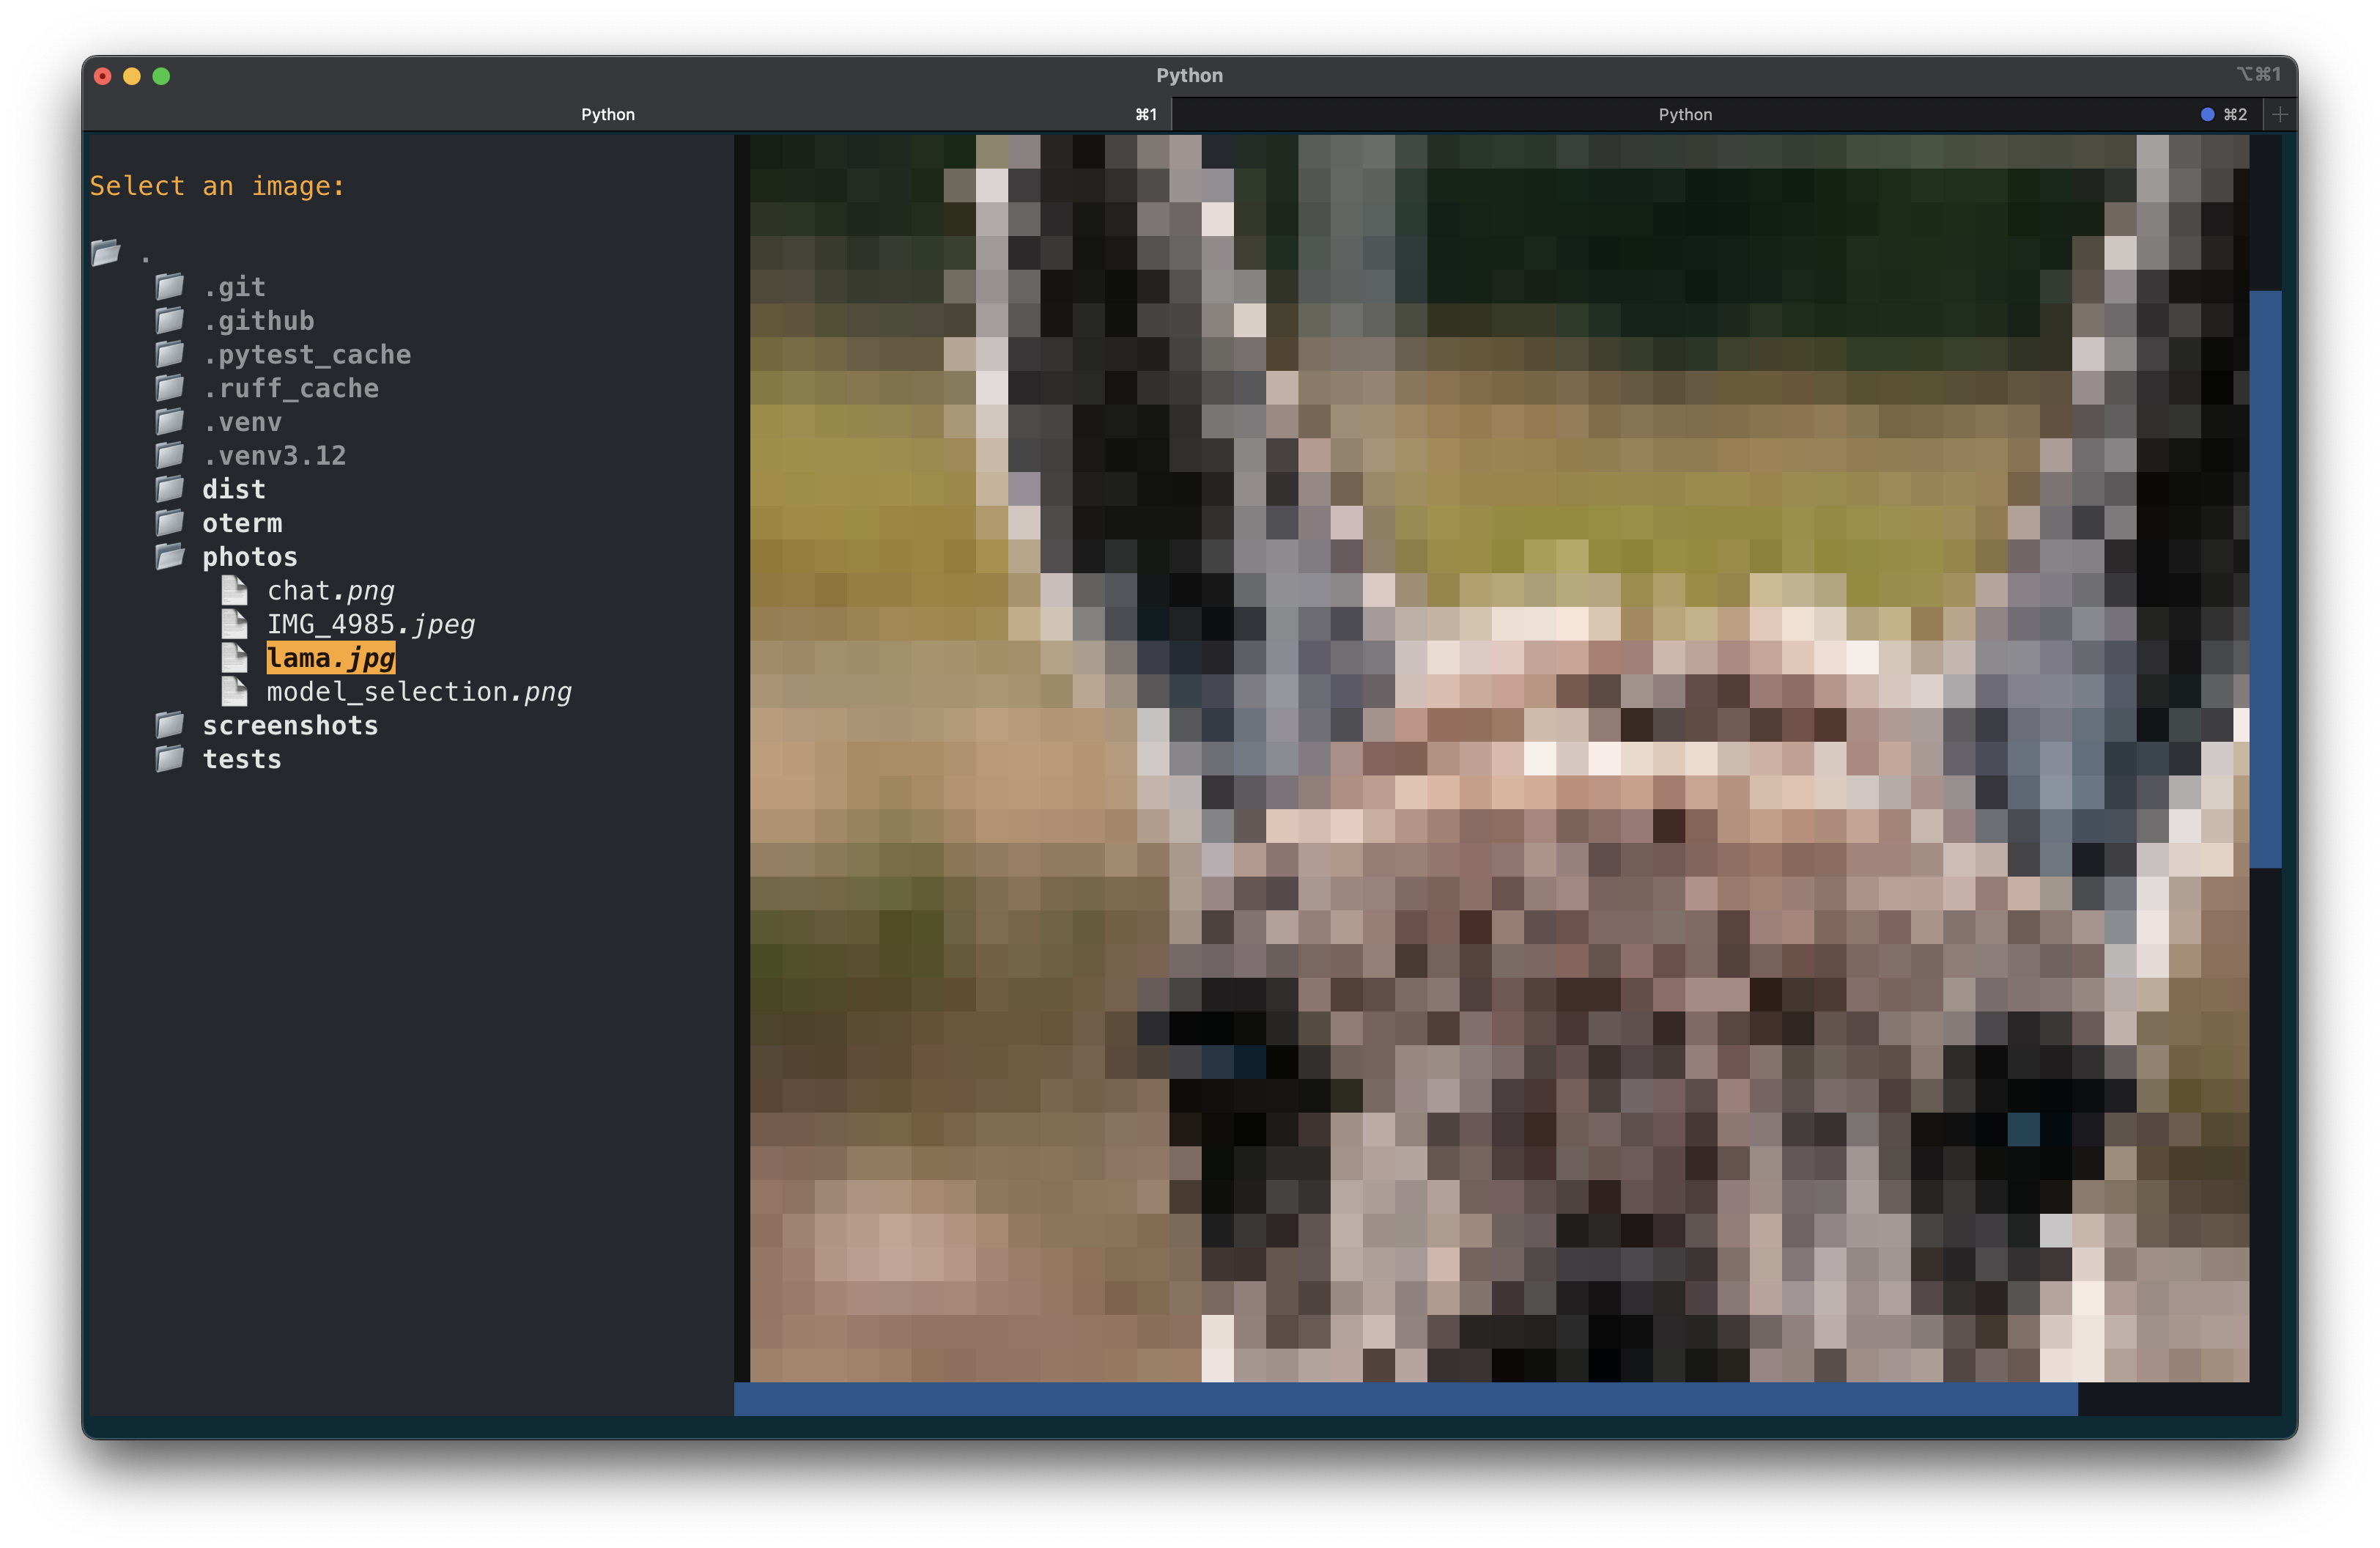 Python
⌥⌘1
Python ⌘1
Python ⌘2
Select an image:
.
.git
.github
.pytest_cache
.ruff_cache
.venv
.venv3.12
dist
oterm
photos
chat.png
IMG_4985.jpeg
lama.jpg
model_selection.png
screenshots
tests